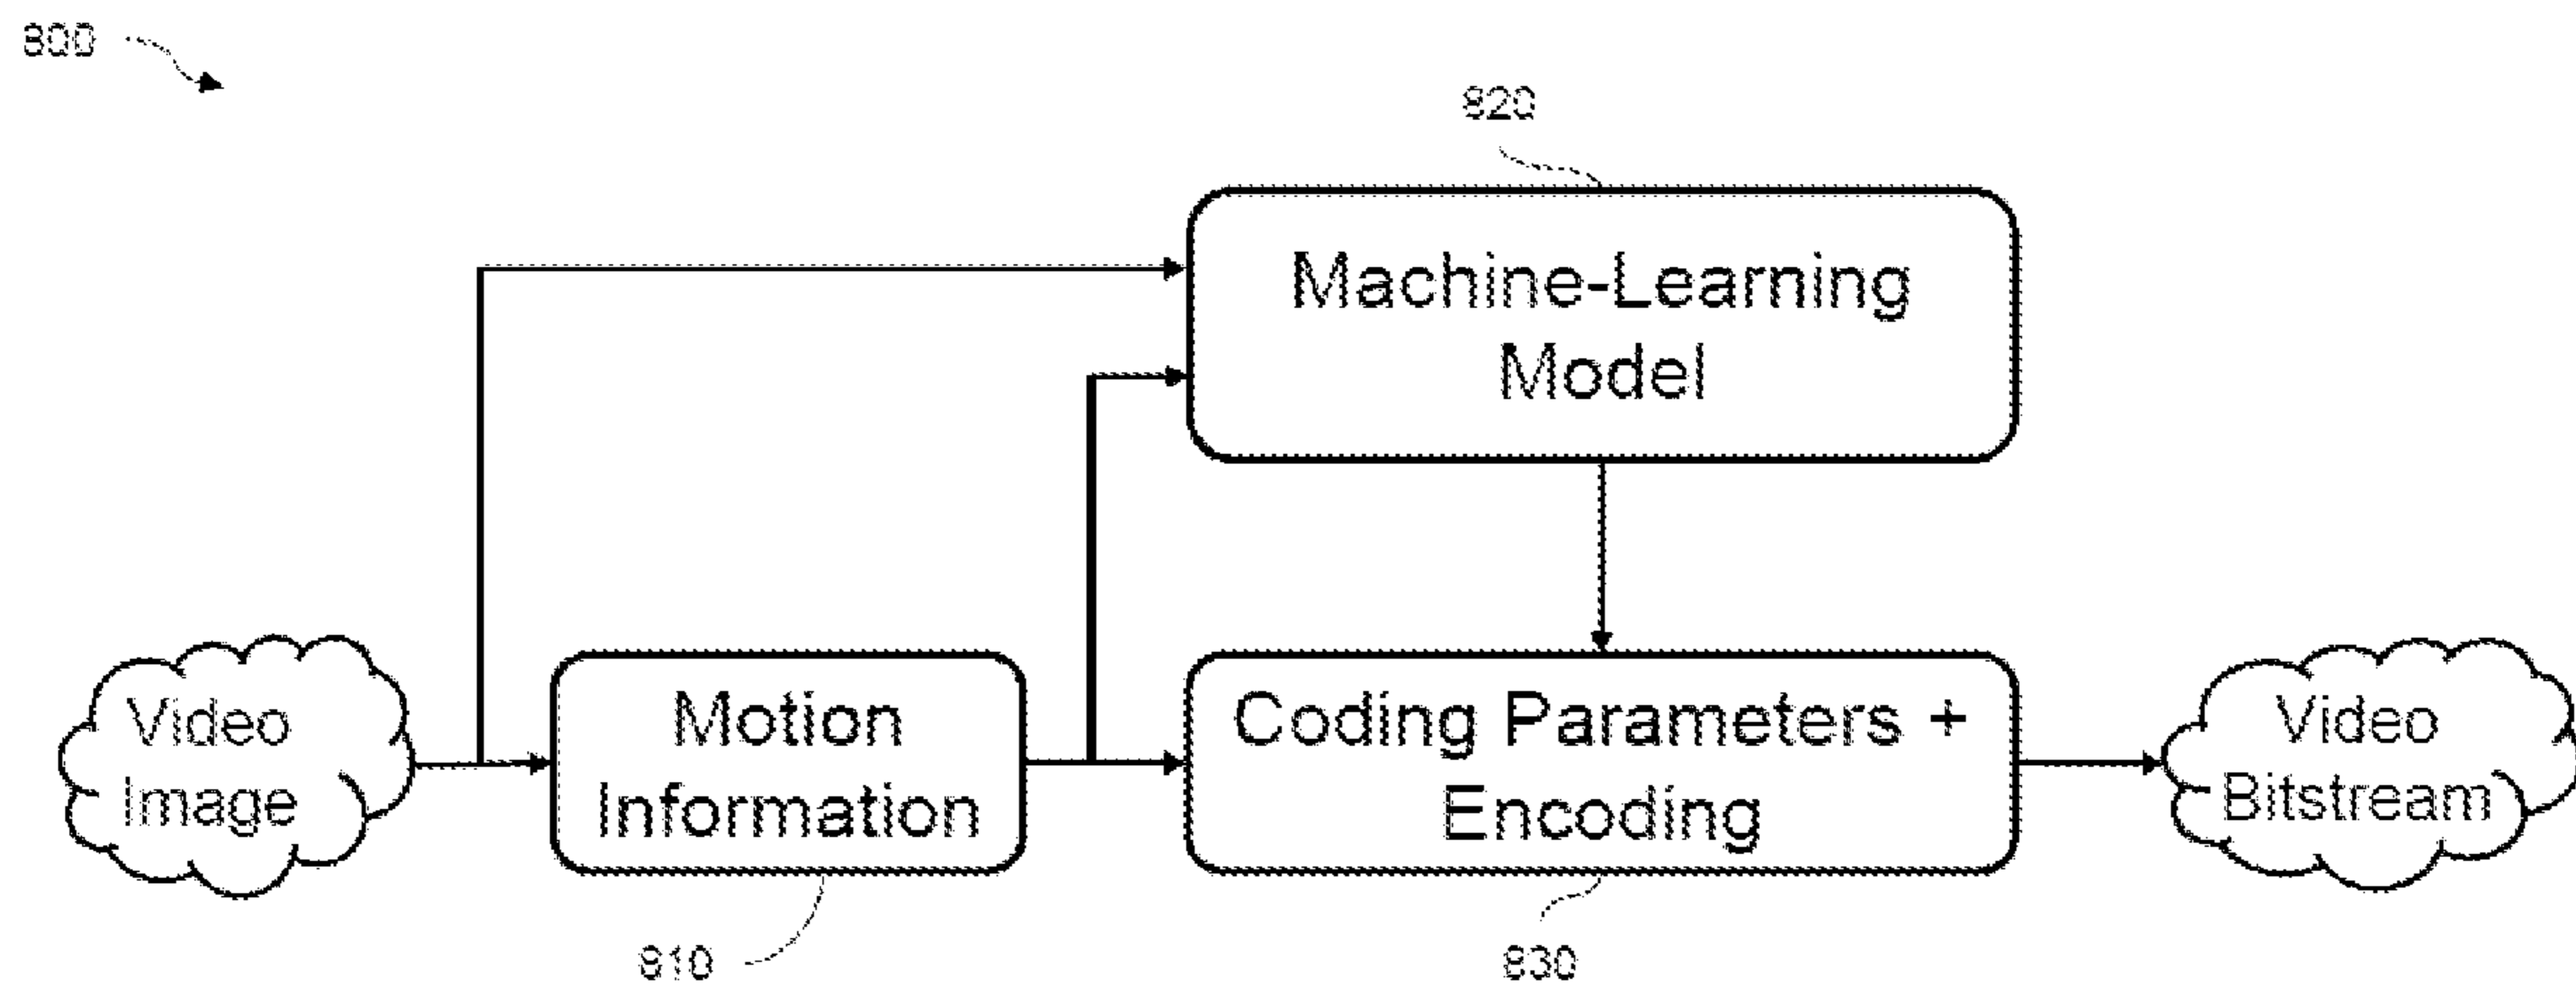 800
820
Machine-Learning
Model
Video
Image
Motion
Information
Coding Parameters +
Encoding
Video
Bitstream
810
830